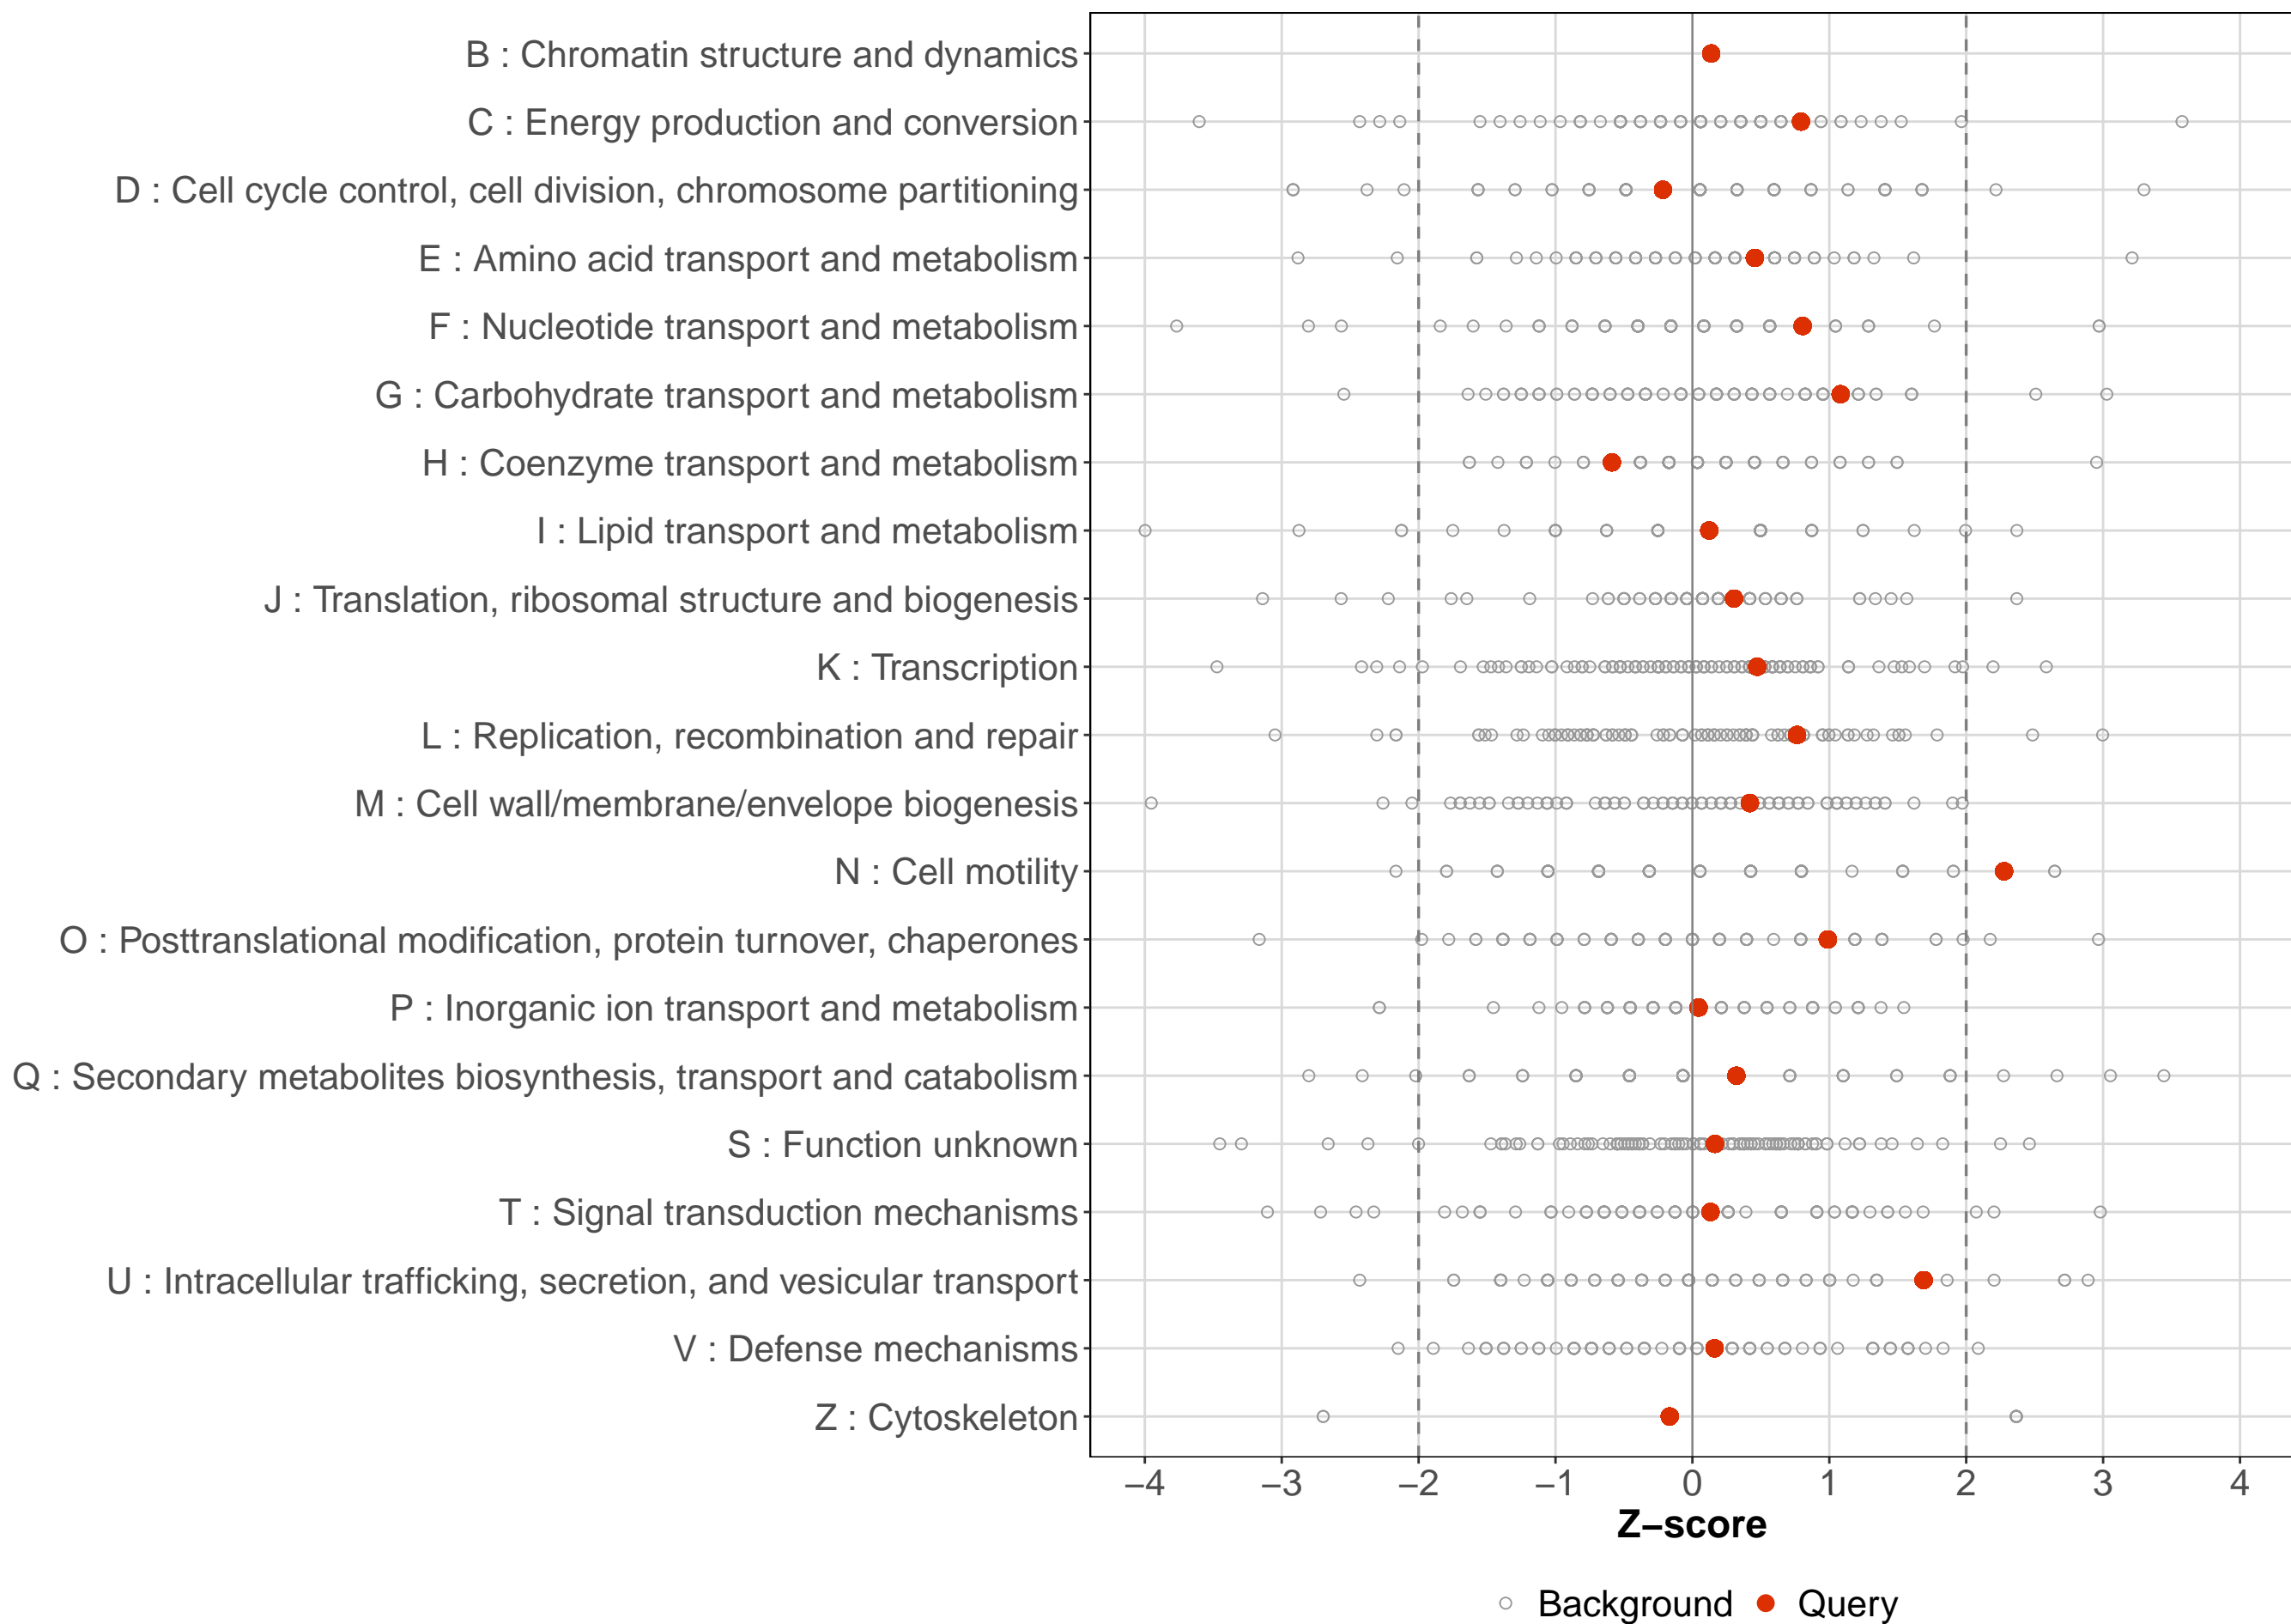 B : Chromatin structure and dynamics
C : Energy production and conversion
D : Cell cycle control, cell division, chromosome partitioning
E : Amino acid transport and metabolism
F : Nucleotide transport and metabolism
G : Carbohydrate transport and metabolism
H : Coenzyme transport and metabolism
I : Lipid transport and metabolism
J : Translation, ribosomal structure and biogenesis
K : Transcription
L : Replication, recombination and repair
M : Cell wall/membrane/envelope biogenesis
N : Cell motility
O : Posttranslational modification, protein turnover, chaperones
P : Inorganic ion transport and metabolism
Q : Secondary metabolites biosynthesis, transport and catabolism
S : Function unknown
T : Signal transduction mechanisms
U : Intracellular trafficking, secretion, and vesicular transport
V : Defense mechanisms
Z : Cytoskeleton
−4 −3 −2 −1 0 1 2 3 4
Z−score
Background Query